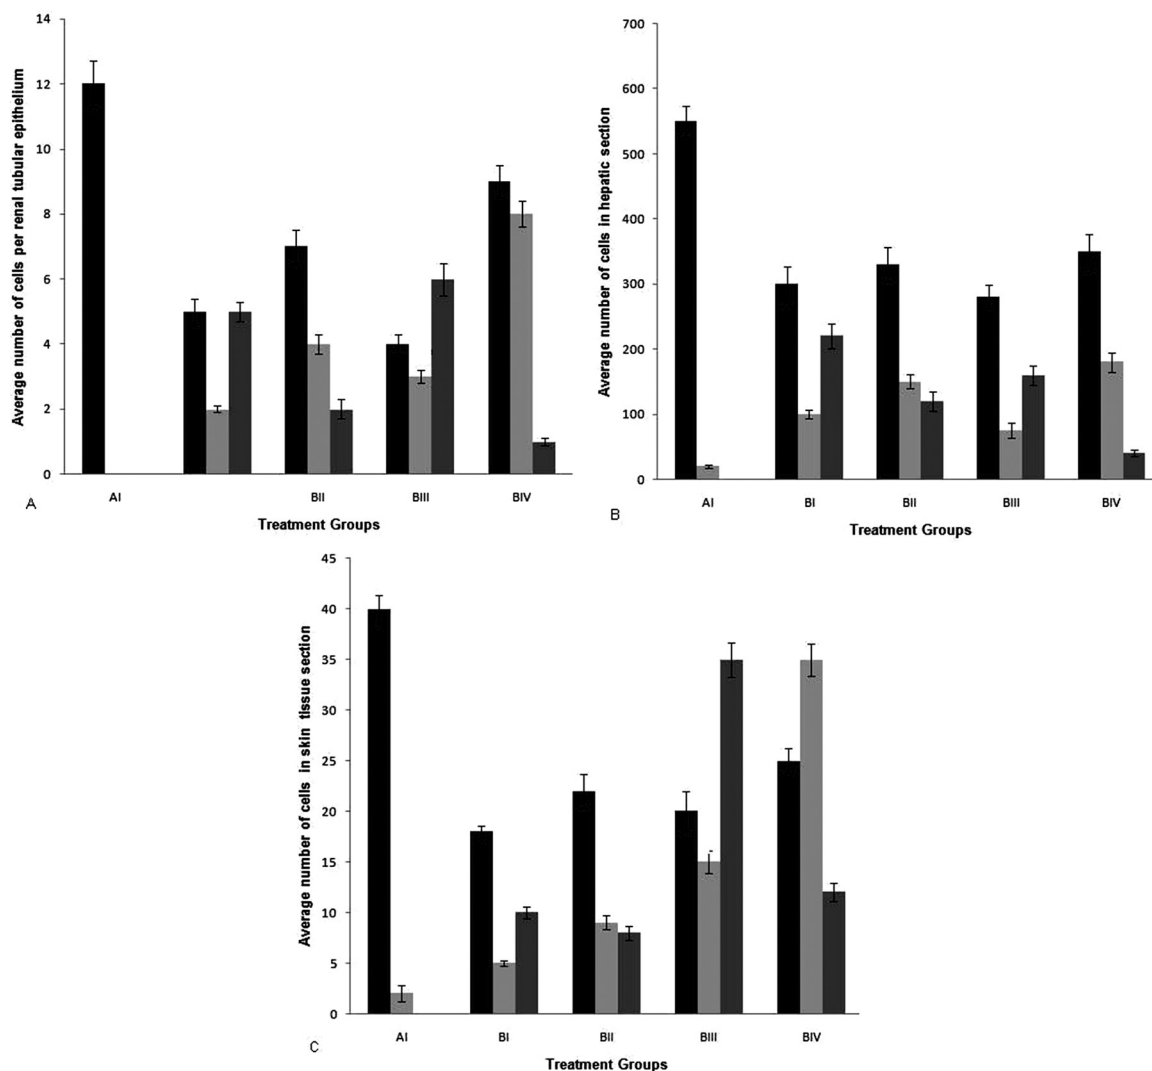 Average number of cells per renal tubular epithelium
14
12
10
8
6
4
2
0
AI BII BIII BIV
A
Treatment Groups
Average number of cells in hepatic section
700
600
500
400
300
200
100
0
AI BI BII BIII BIV
B
Treatment Groups
Average number of cells in skin tissue section
45
40
35
30
25
20
15
10
5
0
AI BI BII BIII BIV
C
Treatment Groups